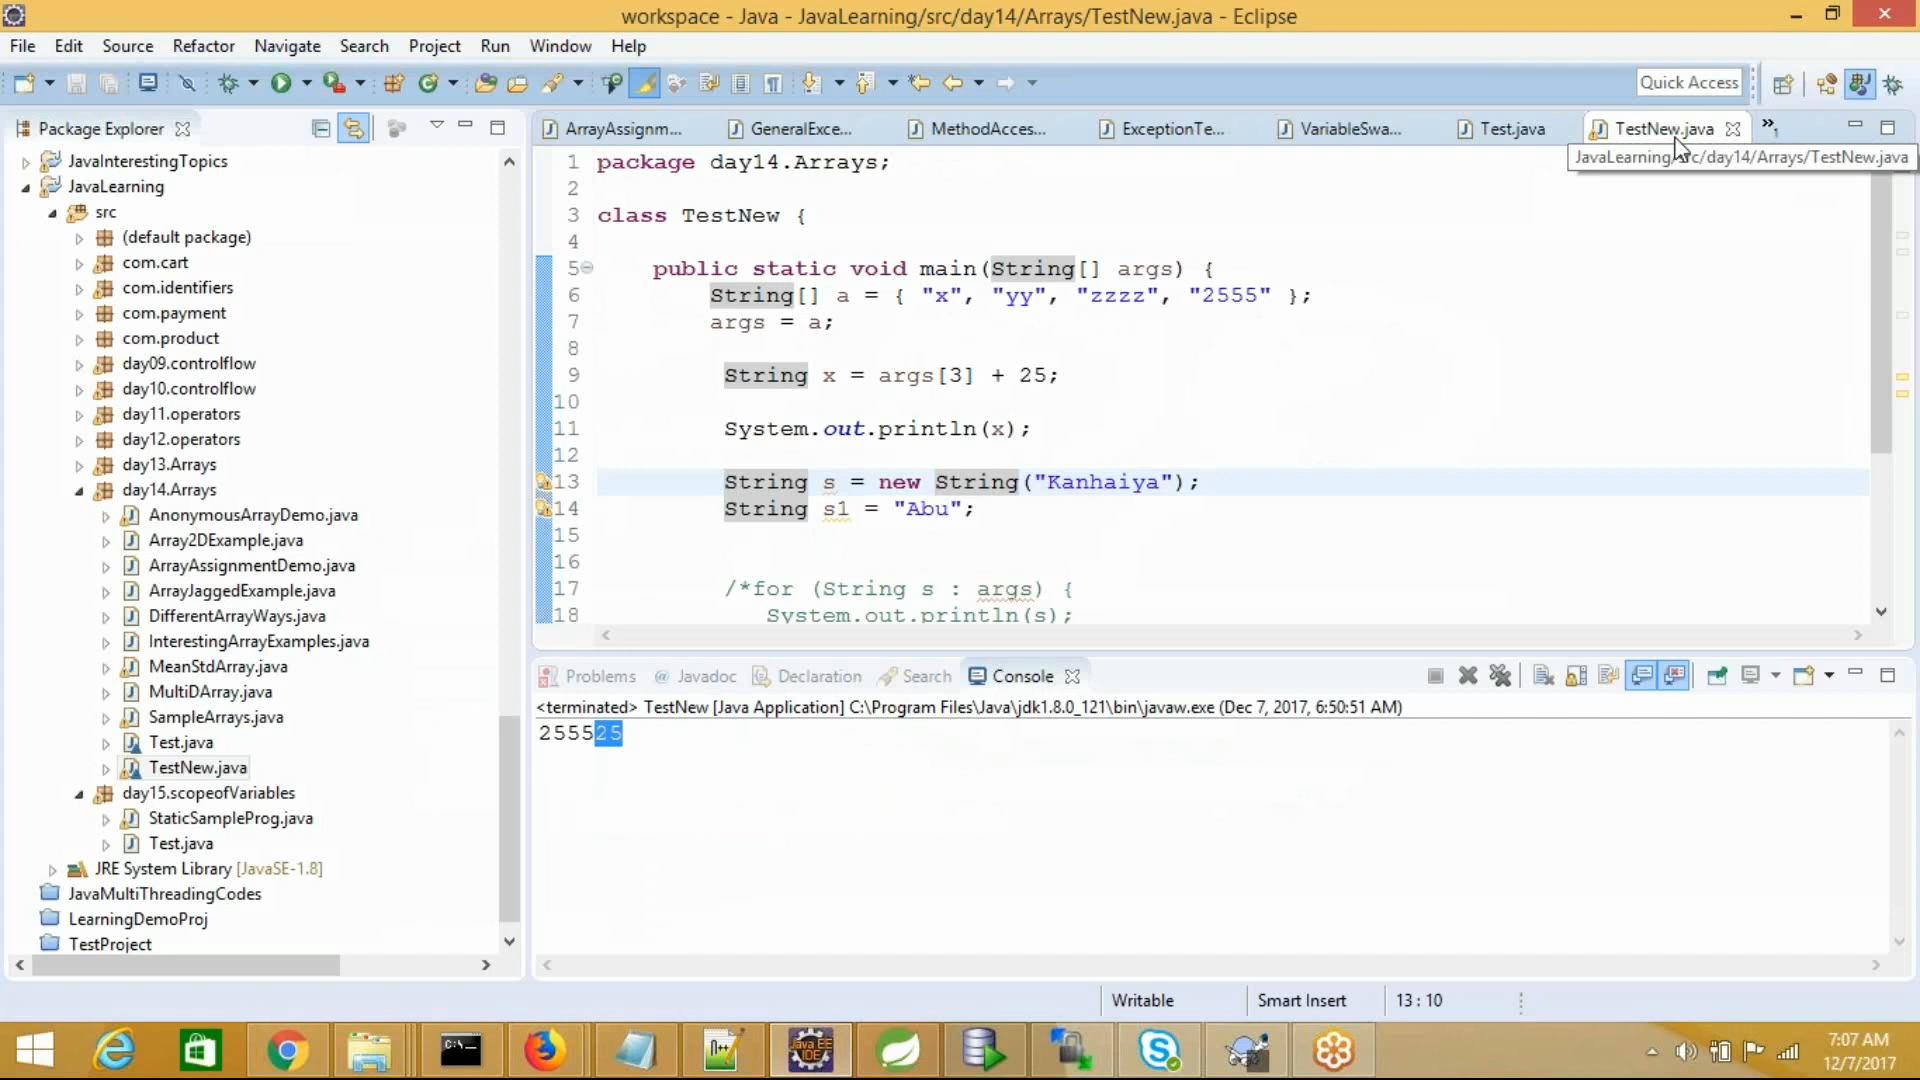 workspace - Java - JavaLearning/src/day14/Arrays/TestNew.java - Eclipse
File Edit Source Refactor Navigate Search Project Run Window Help
Quick Access
Package Explorer
JavaInterestingTopics
JavaLearning
src
(default package)
com.cart
com.identifiers
com.payment
com.product
day09.controlflow
day10.controlflow
day11.operators
day12.operators
day13.Arrays
day14.Arrays
AnonymousArrayDemo.java
Array2DExample.java
ArrayAssignmentDemo.java
ArrayJaggedExample.java
DifferentArrayWays.java
InterestingArrayExamples.java
MeanStdArray.java
MultiDArray.java
SampleArrays.java
Test.java
TestNew.java
day15.scopeofVariables
StaticSampleProg.java
Test.java
JRE System Library [JavaSE-1.8]
JavaMultiThreadingCodes
LearningDemoProj
TestProject
ArrayAssignm... GeneralExce... MethodAcces... ExceptionTe... VariableSwa... Test.java TestNew.java »1
JavaLearning/src/day14/Arrays/TestNew.java
1 package day14.Arrays;
2
3 class TestNew {
4
5 public static void main(String[] args) {
6 String[] a = { "x", "yy", "zzzz", "2555" };
7 args = a;
8
9 String x = args[3] + 25;
10
11 System.out.println(x);
12
13 String s = new String("Kanhaiya");
14 String s1 = "Abu";
15
16
17 /*for (String s : args) {
18 System.out.println(s);
Problems @ Javadoc Declaration Search Console
<terminated> TestNew [Java Application] C:\Program Files\Java\jdk1.8.0_121\bin\javaw.exe (Dec 7, 2017, 6:50:51 AM)
255525
Writable Smart Insert 13 : 10
C:\_
Java EE
IDE
7:07 AM
12/7/2017